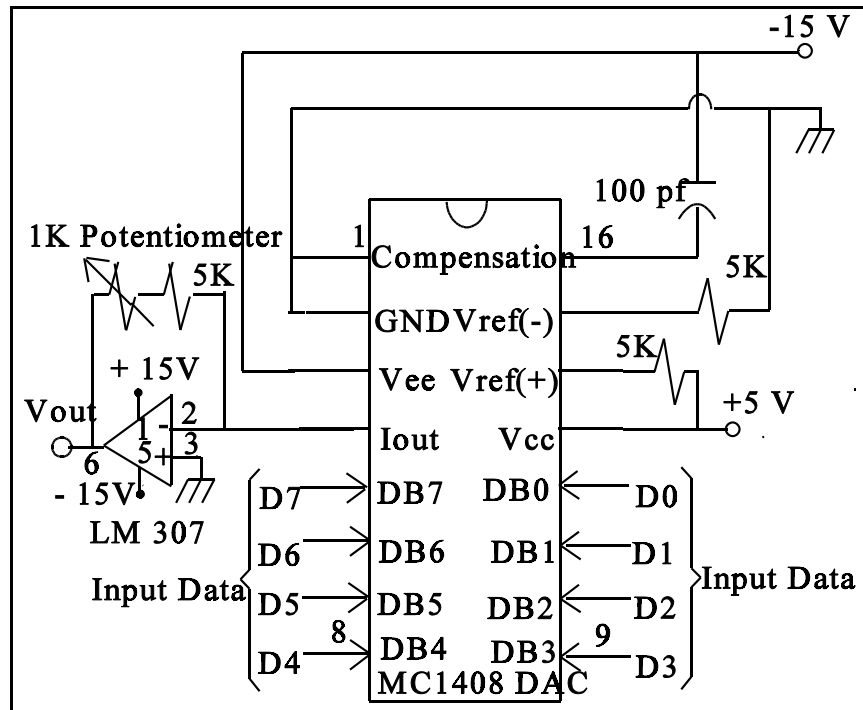 -15 V
100 pf
1K Potentiometer
1
16
5K
Compensation
5K
GND Vref(-)
5K
+ 15V
Vee Vref(+)
Vout
2
+5 V
1 -
Iout Vcc
3
6
5+
- 15V
D7
DB7 DB0
D0
LM 307
D6
DB6 DB1
D1
Input Data
Input Data
D5
DB5 DB2
D2
8
9
D4
DB4 DB3
D3
MC1408 DAC